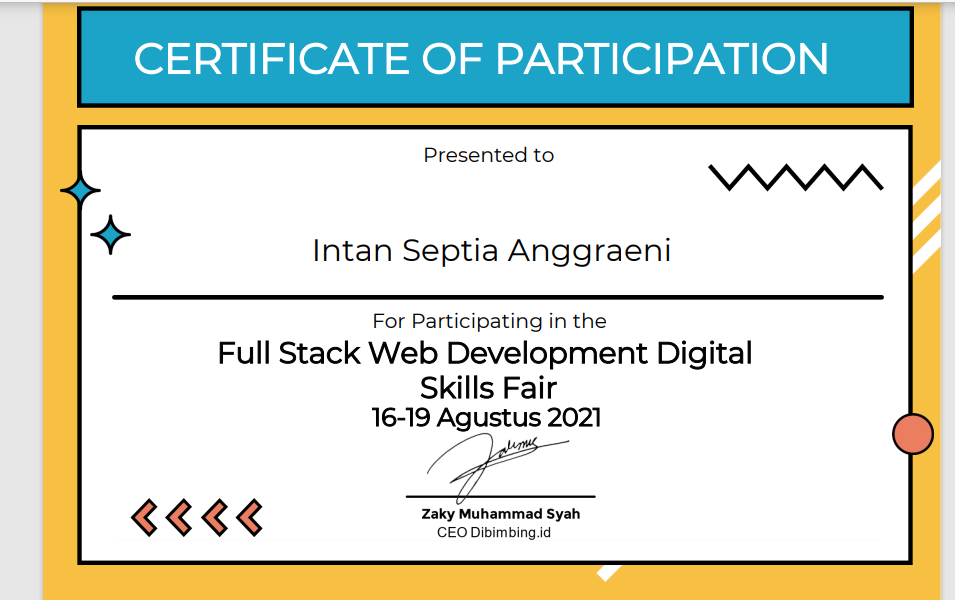 CERTIFICATE OF PARTICIPATION
Presented to
Intan Septia Anggraeni
For Participating in the
Full Stack Web Development Digital
Skills Fair
16-19 Agustus 2021
Zaky Muhammad Syah
CEO Dibimbing.id